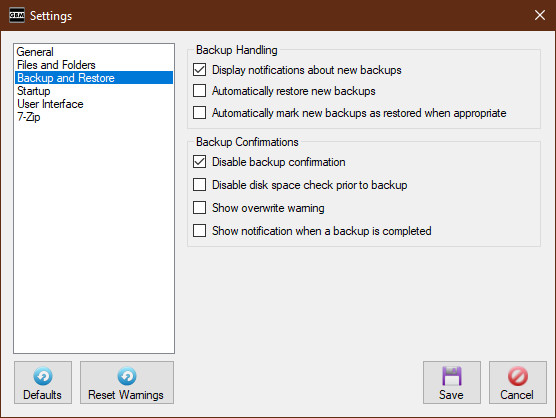 GBM Settings
General
Files and Folders
Backup and Restore
Startup
User Interface
7-Zip
Backup Handling
Display notifications about new backups
Automatically restore new backups
Automatically mark new backups as restored when appropriate
Backup Confirmations
Disable backup confirmation
Disable disk space check prior to backup
Show overwrite warning
Show notification when a backup is completed
Defaults
Reset Warnings
Save
Cancel